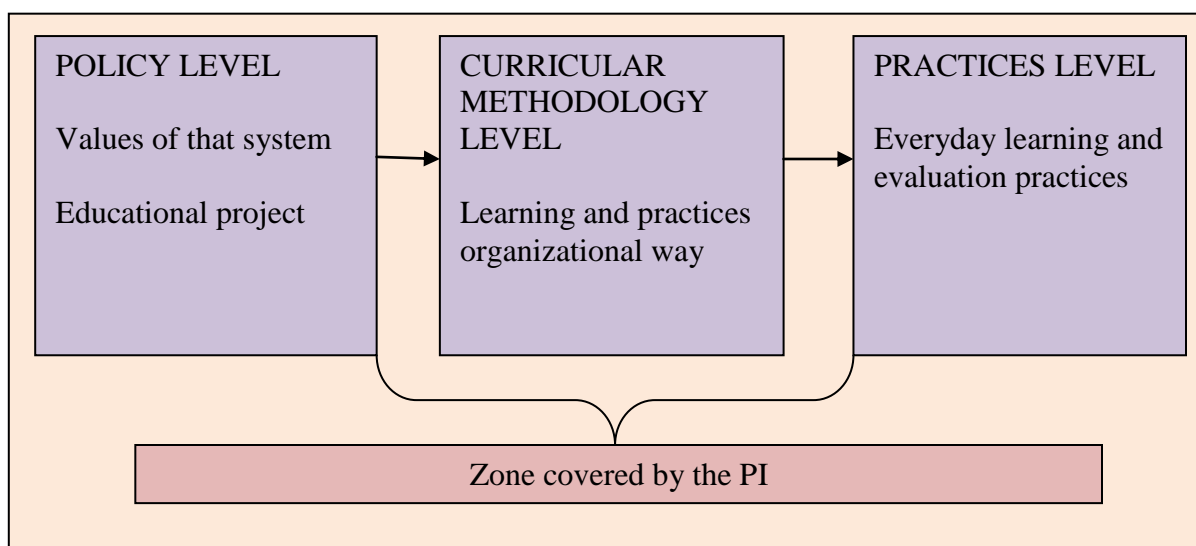 POLICY LEVEL
Values of that system
Educational project
CURRICULAR
METHODOLOGY
LEVEL
Learning and practices
organizational way
PRACTICES LEVEL
Everyday learning and
evaluation practices
Zone covered by the PI